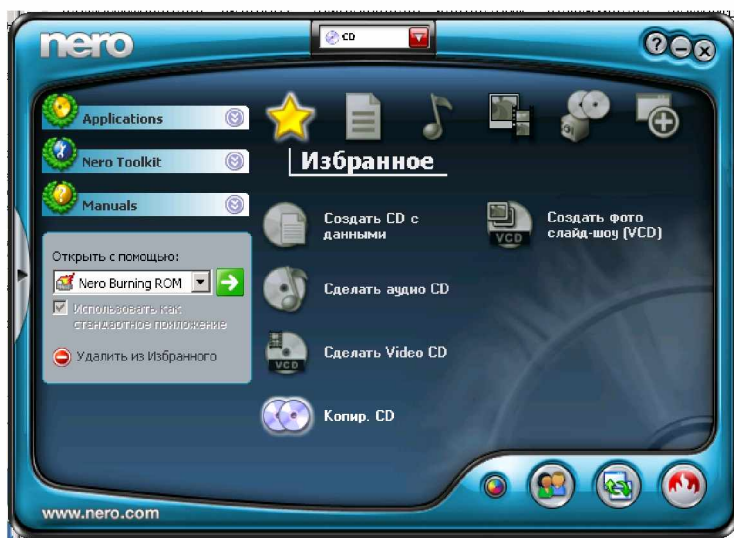 nero
CD
?
Applications
Nero Toolkit
Manuals
Избранное
Создать CD с
данными
Создать фото
слайд-шоу (VCD)
VCD
Сделать аудио CD
Сделать Video CD
VCD
Копир. CD
Открыть с помощью:
Nero Burning ROM
Использовать как
стандартное приложение
Удалить из Избранного
www.nero.com